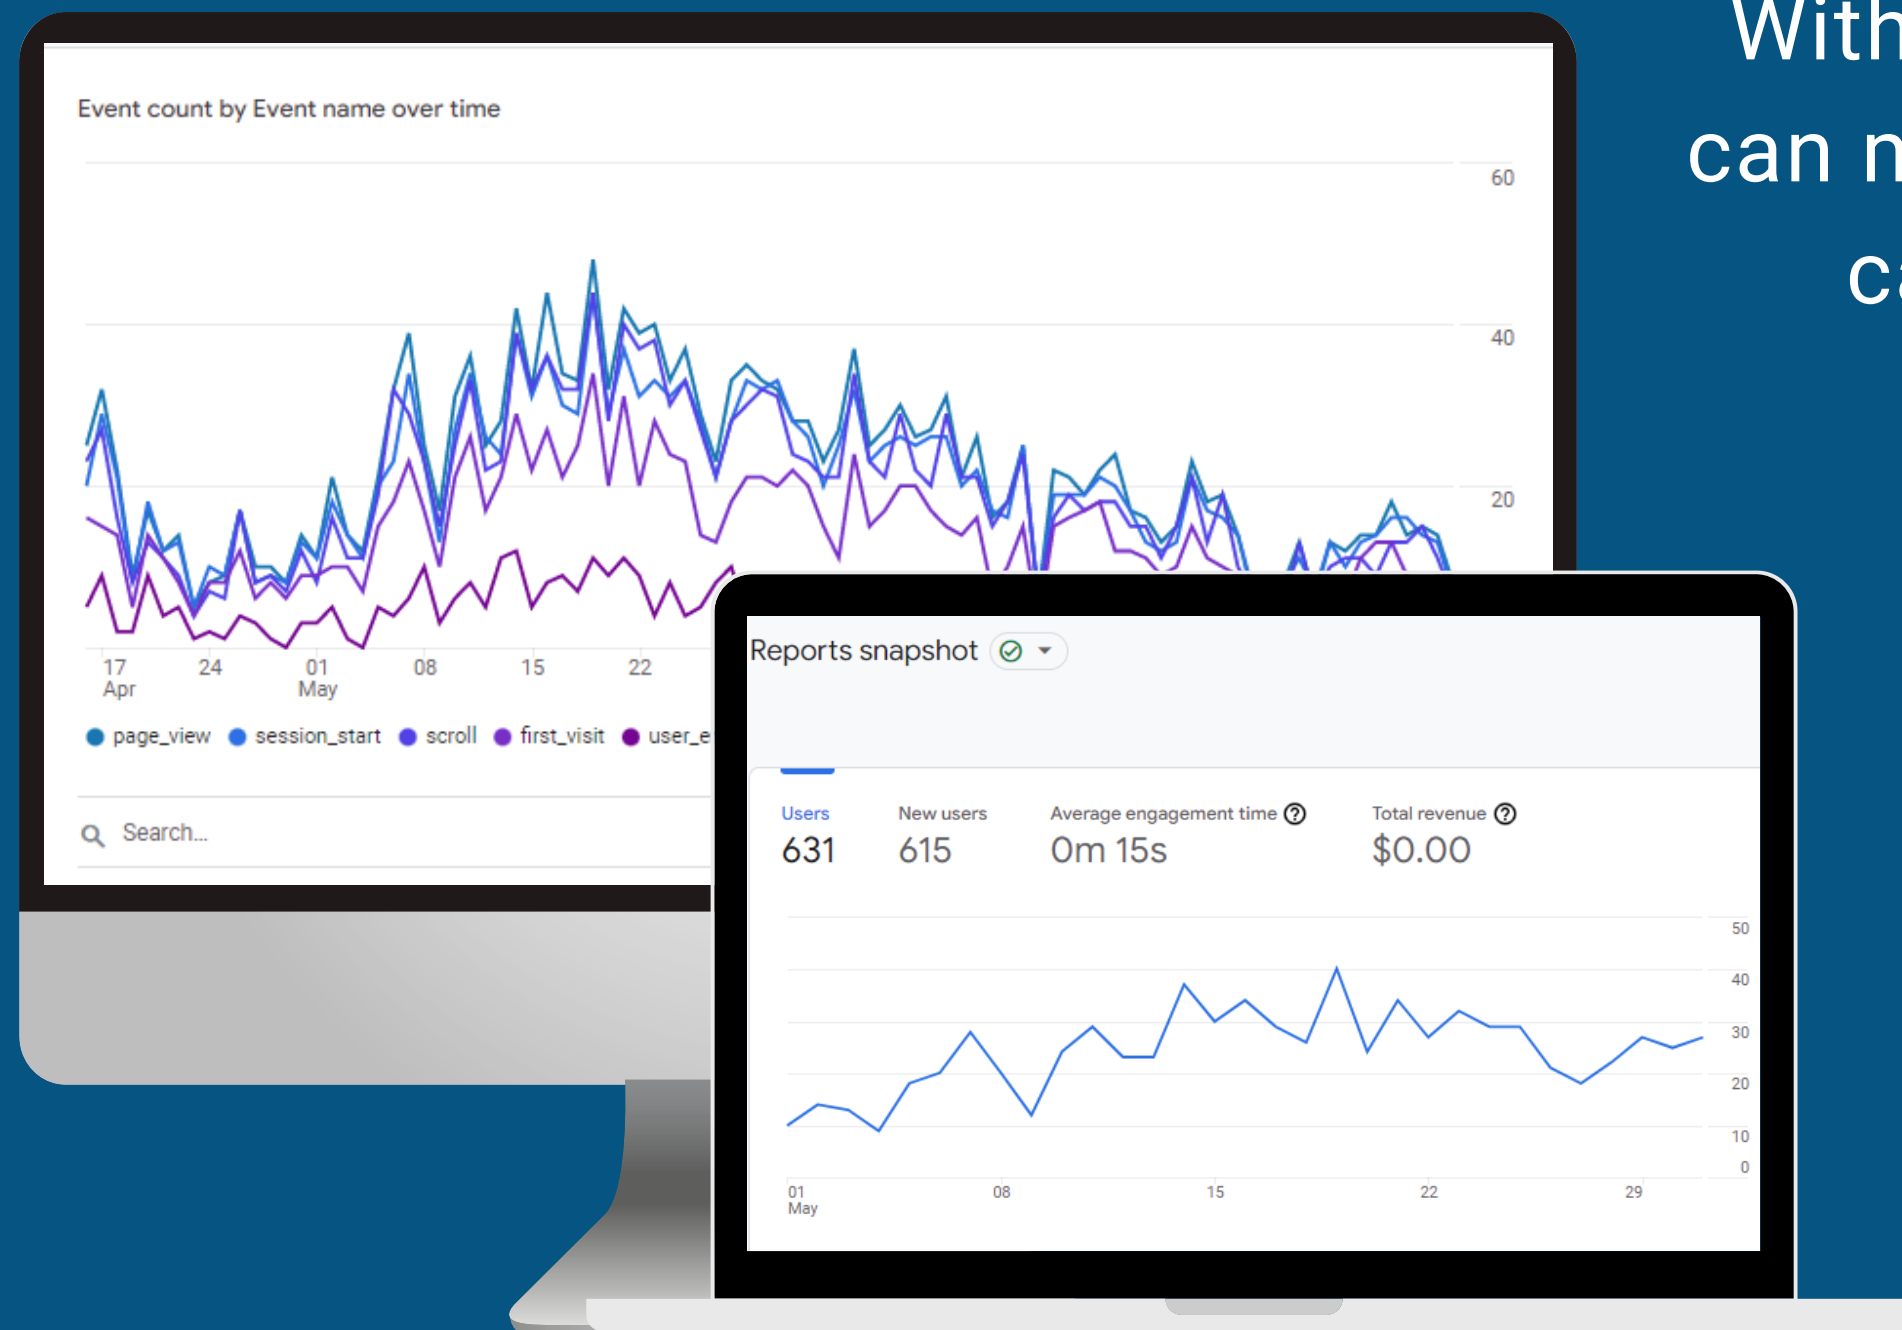 With
can
Event count by Event name over time
60
40
20
17 24 01 08 15 22
Apr May
page_view session_start scroll first_visit
Search...
Reports snapshot
Users New users Average engagement time Total revenue
631 615 0m 15s $0.00
50
40
30
20
10
0
01 08 15 22 29
May